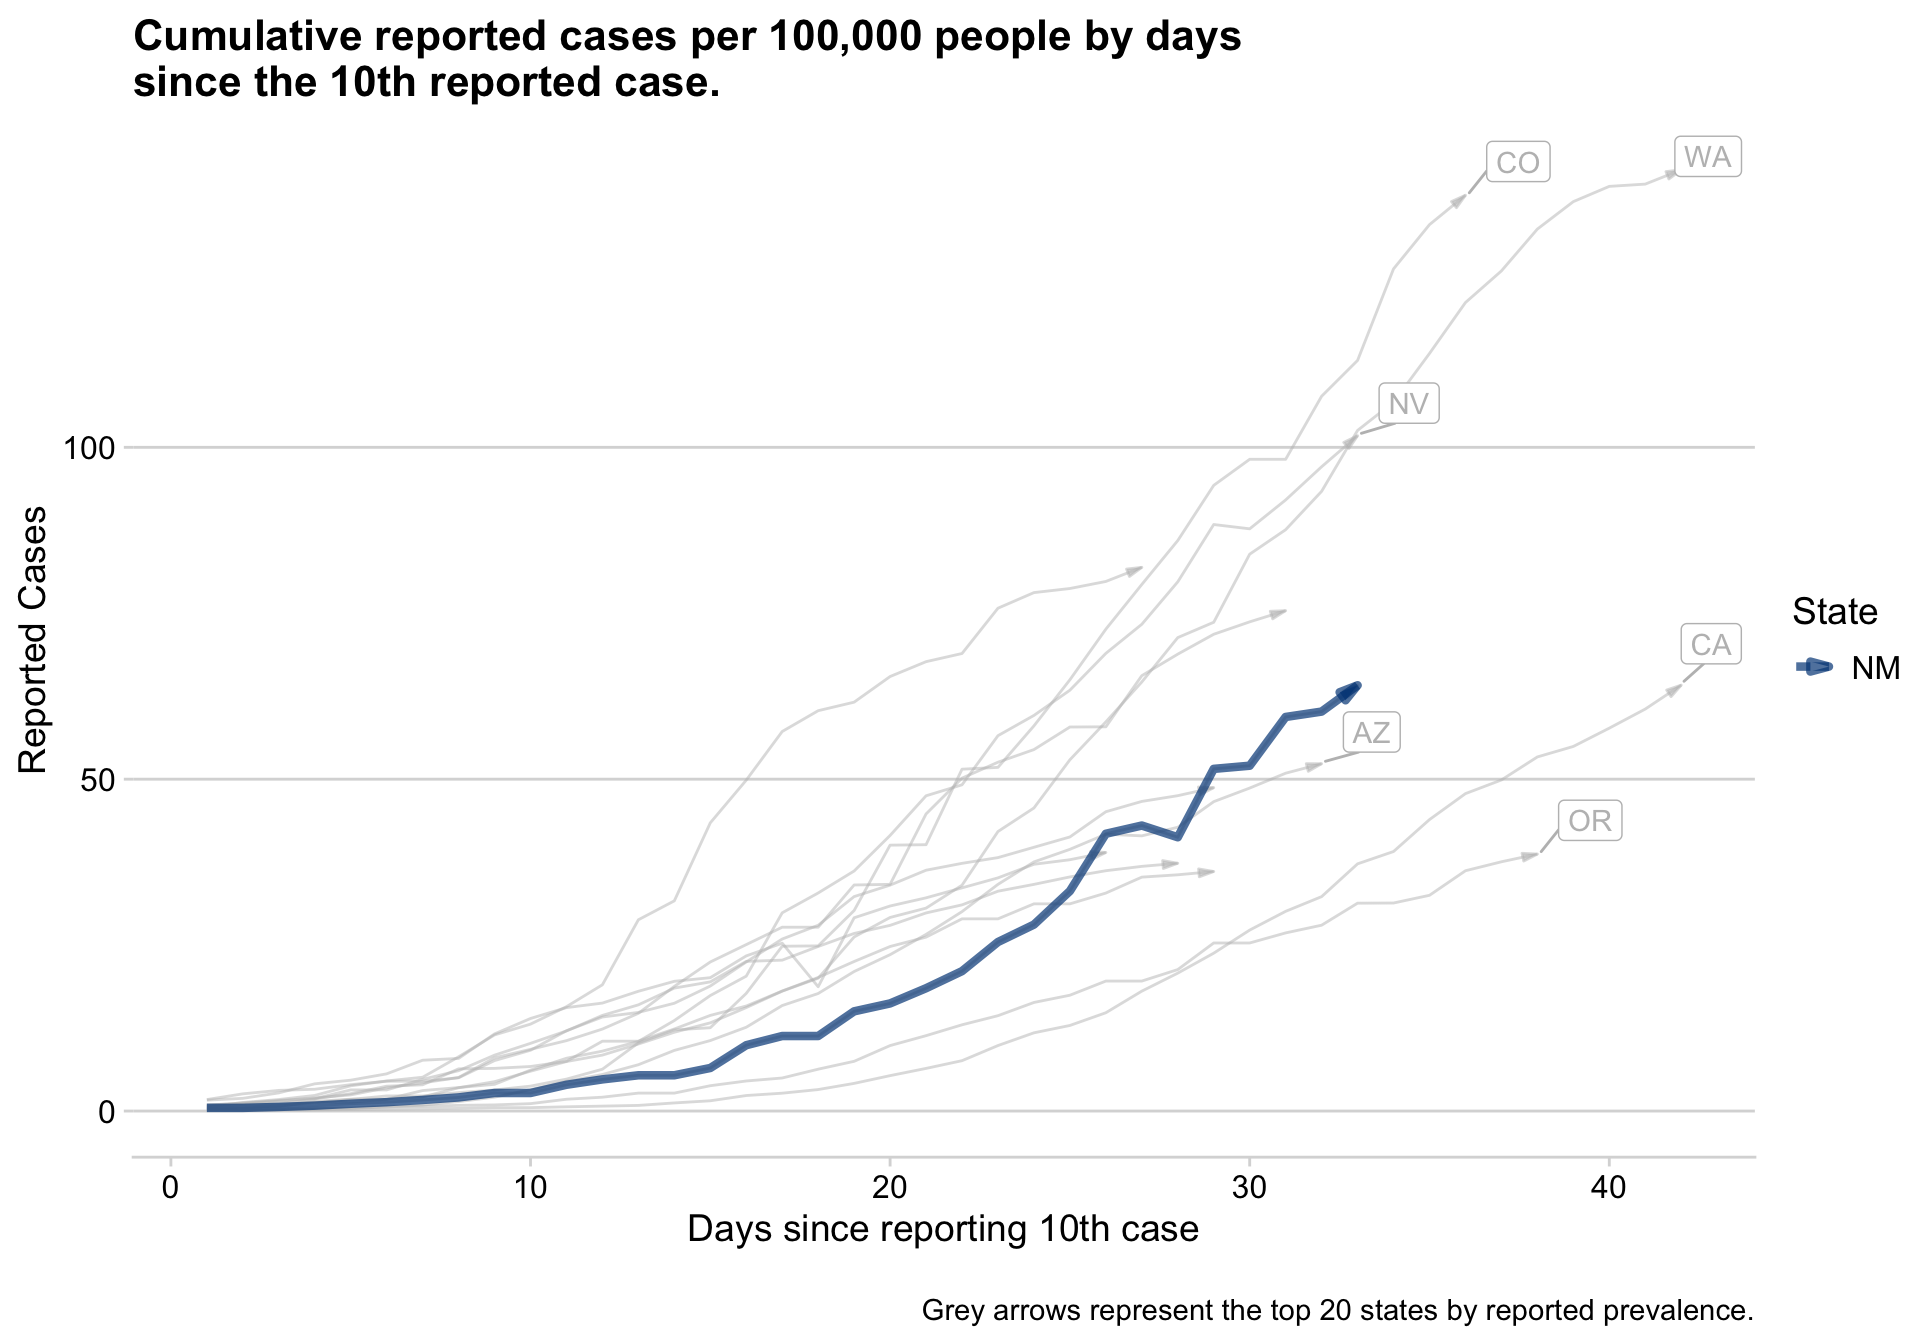 Cumulative reported cases per 100,000 people by days
since the 10th reported case.
CO
WA
NV
100
Reported Cases
State
NM
CA
AZ
50
OR
0
0
10
20
30
40
Days since reporting 10th case
Grey arrows represent the top 20 states by reported prevalence.